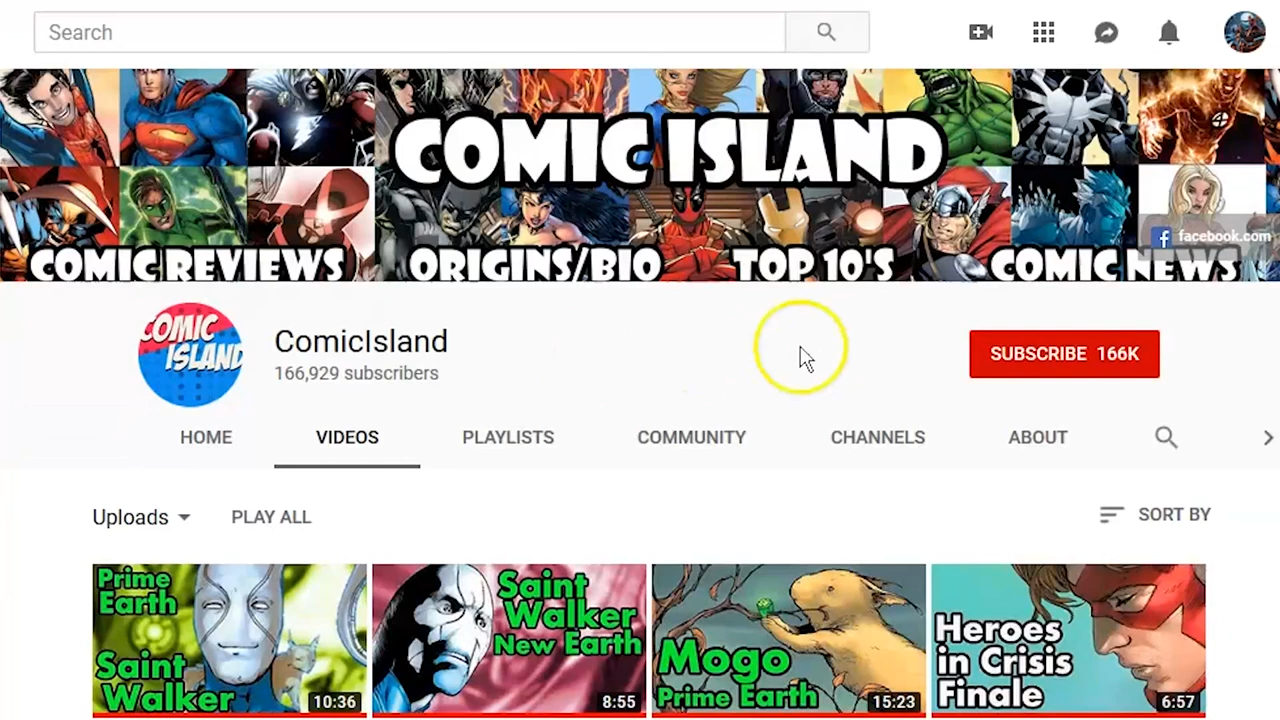 Search
COMIC ISLAND
facebook.com
COMIC REVIEWS ORIGINS/BIO TOP 10'S COMIC NEWS
COMIC
ISLAND
ComicIsland
166,929 subscribers
SUBSCRIBE 166K
HOME VIDEOS PLAYLISTS COMMUNITY CHANNELS ABOUT
Uploads PLAY ALL SORT BY
Prime
Earth
Saint
Walker
10:36
Saint
Walker
New Earth
8:55
Mogo
Prime Earth
15:23
Heroes
in Crisis
Finale
6:57